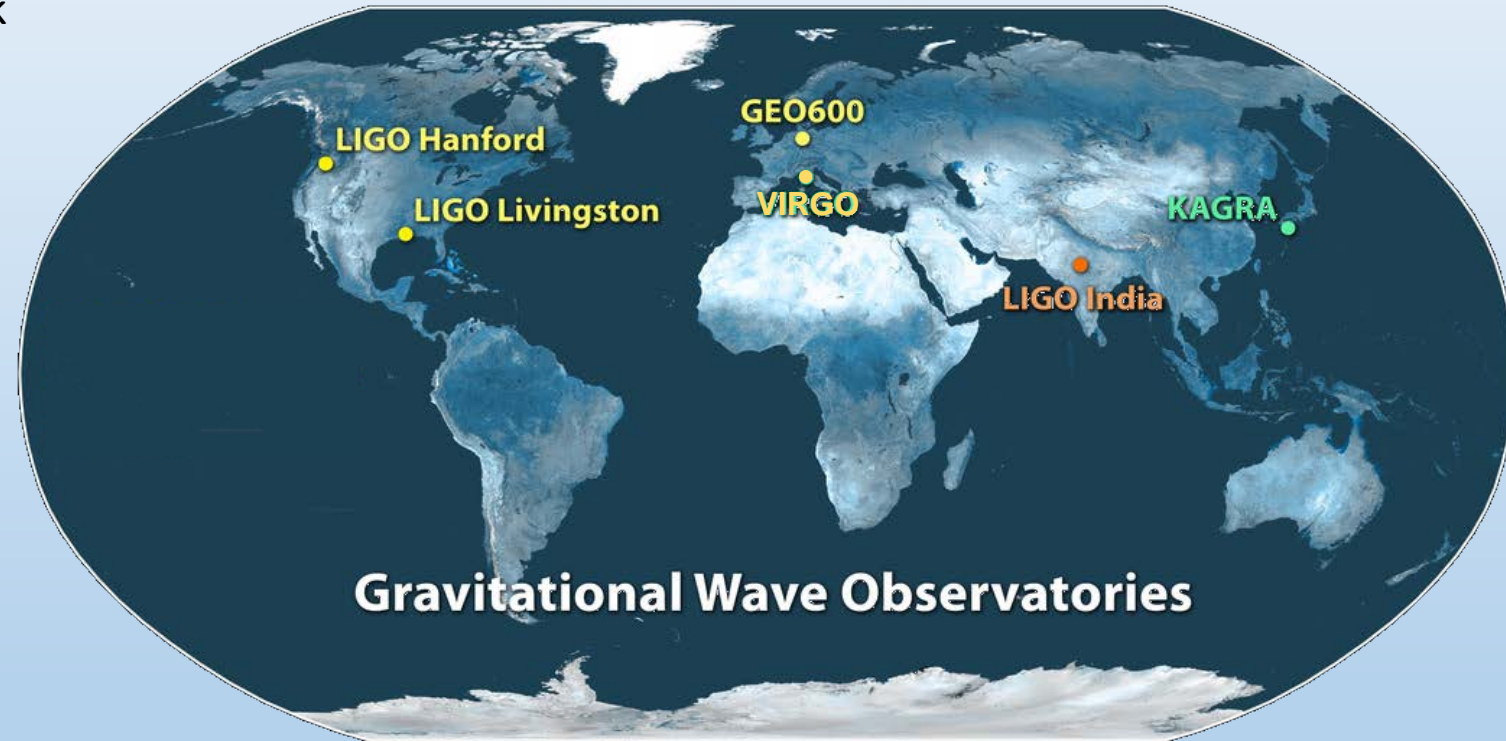 GEO600
LIGO Hanford
VIRGO
LIGO Livingston
KAGRA
LIGO India
Gravitational Wave Observatories